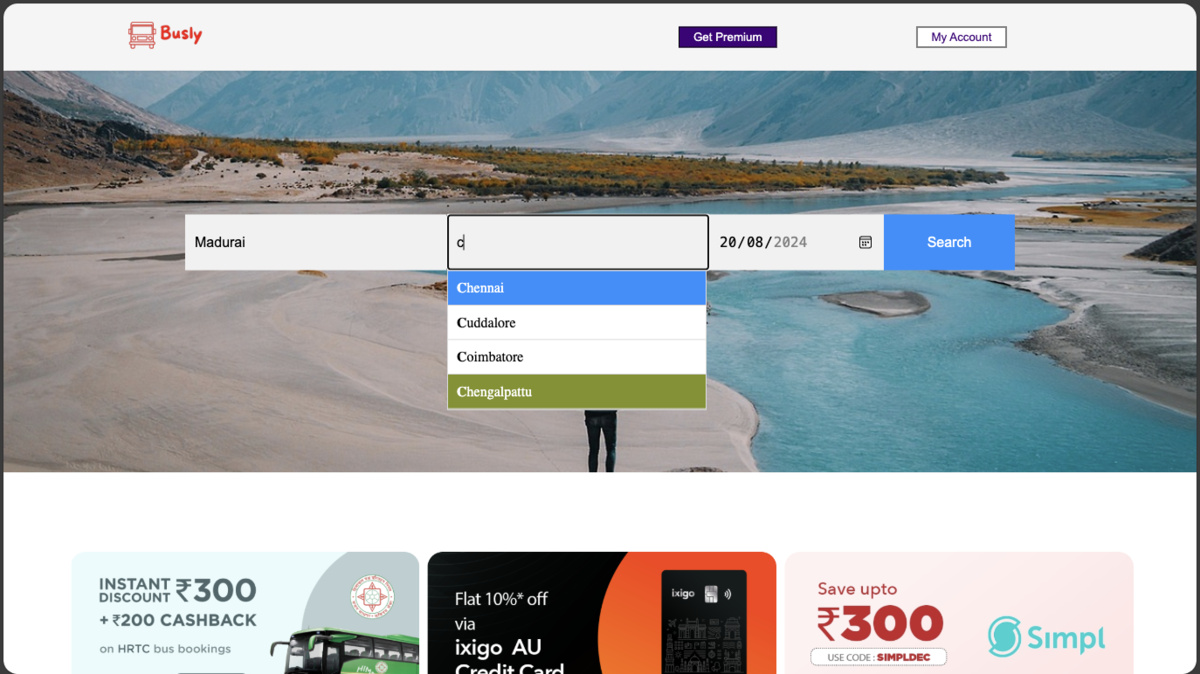 Busly
Get Premium
My Account
Madurai
c
20/08/2024
Search
Chennai
Cuddalore
Coimbatore
Chengalpattu
INSTANT
DISCOUNT ₹300
+ ₹200 CASHBACK
on HRTC bus bookings
Flat 10%* off
via
ixigo AU
Credit Card
ixigo
Save upto
₹300
USE CODE : SIMPLDEC
Simpl